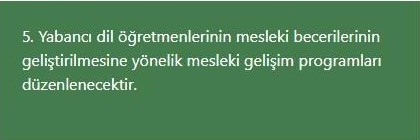 5. Yabancı dil öğretmenlerinin mesleki becerilerinin
geliştirilmesine yönelik mesleki gelişim programları
düzenlenecektir.